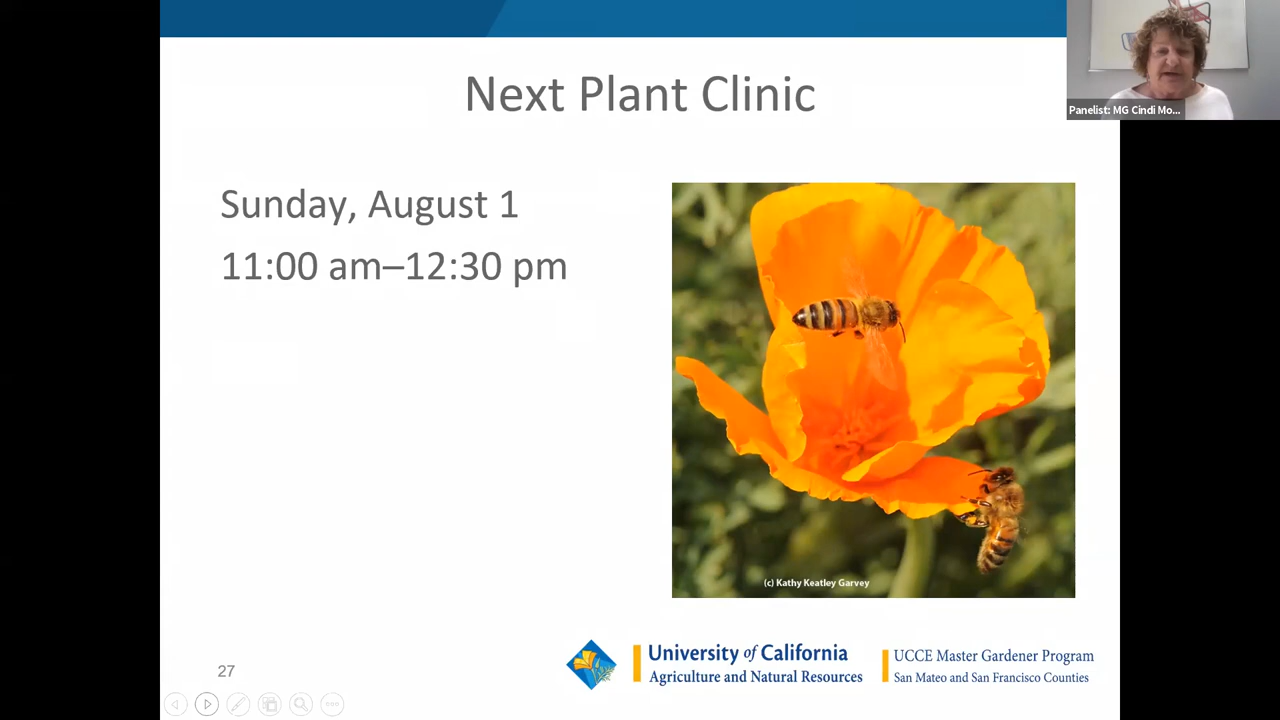 Next Plant Clinic
Panelist: MG Cindi Mo...
Sunday, August 1
11:00 am–12:30 pm
(c) Kathy Keatley Garvey
University of California
Agriculture and Natural Resources
UCCE Master Gardener Program
San Mateo and San Francisco Counties
27